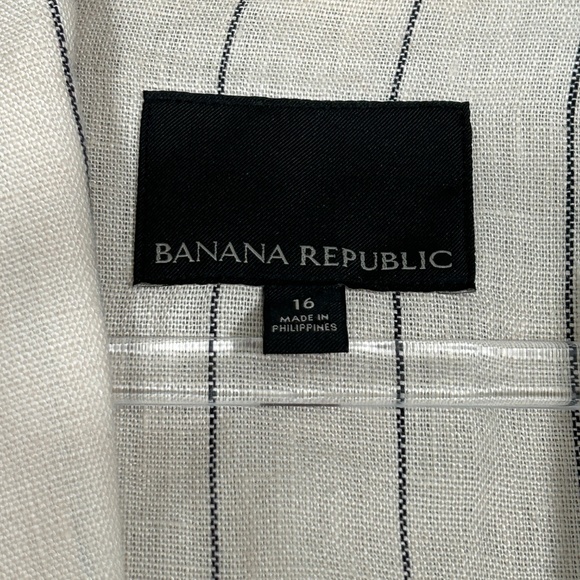 BANANA REPUBLIC
16
MADE IN
PHILIPPINES